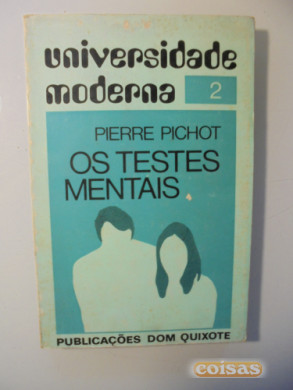 universidade
moderna 2
PIERRE PICHOT
OS TESTES
MENTAIS
PUBLICAÇÕES DOM QUIXOTE
coisas